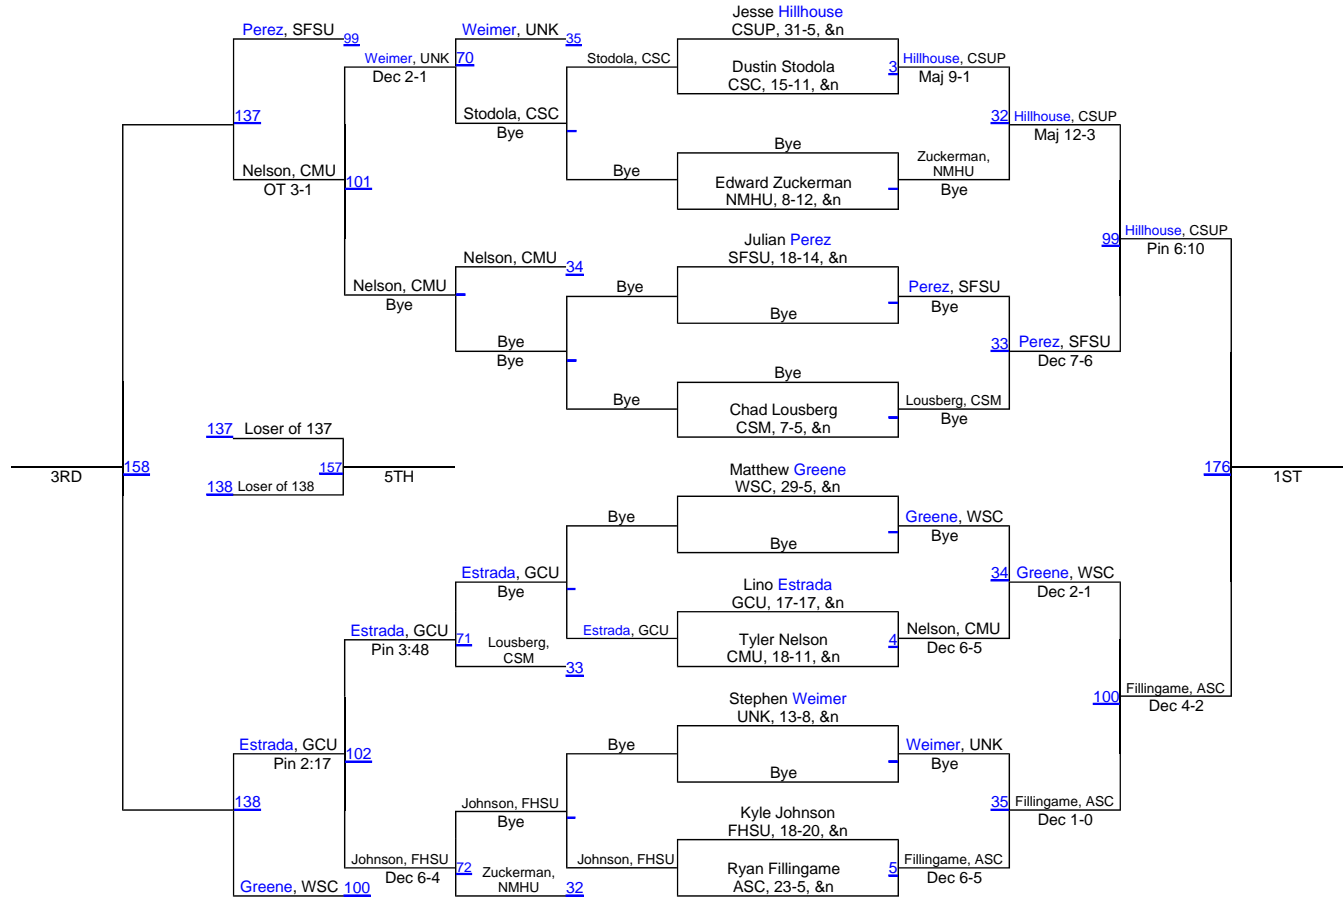 Jesse Hillhouse
CSUP, 31-5, &n
Perez, SFSU
99
Weimer, UNK
35
Weimer, UNK
70
Dec 2-1
Stodola, CSC
Dustin Stodola
CSC, 15-11, &n
3
Hillhouse, CSUP
Maj 9-1
137
Stodola, CSC
Bye
32
Hillhouse, CSUP
Maj 12-3
Nelson, CMU
OT 3-1
101
Bye
Bye
Edward Zuckerman
NMHU, 8-12, &n
Zuckerman,
NMHU
Bye
99
Hillhouse, CSUP
Pin 6:10
Julian Perez
SFSU, 18-14, &n
Nelson, CMU
34
Nelson, CMU
Bye
Bye
Bye
Perez, SFSU
Bye
Bye
Bye
33
Perez, SFSU
Dec 7-6
Bye
Bye
Chad Lousberg
CSM, 7-5, &n
Lousberg, CSM
Bye
137
Loser of 137
3RD
158
157
5TH
138
Loser of 138
Matthew Greene
WSC, 29-5, &n
176
1ST
Bye
Bye
Greene, WSC
Bye
Estrada, GCU
Bye
Lino Estrada
GCU, 17-17, &n
34
Greene, WSC
Dec 2-1
Estrada, GCU
Pin 3:48
71
Lousberg,
CSM
33
Estrada, GCU
Tyler Nelson
CMU, 18-11, &n
4
Nelson, CMU
Dec 6-5
Stephen Weimer
UNK, 13-8, &n
100
Fillingame, ASC
Dec 4-2
Estrada, GCU
Pin 2:17
102
Bye
Bye
Weimer, UNK
Bye
138
Johnson, FHSU
Bye
Kyle Johnson
FHSU, 18-20, &n
35
Fillingame, ASC
Dec 1-0
Johnson, FHSU
Dec 6-4
72
Zuckerman,
NMHU
32
Johnson, FHSU
Ryan Fillingame
ASC, 23-5, &n
5
Fillingame, ASC
Dec 6-5
Greene, WSC
100